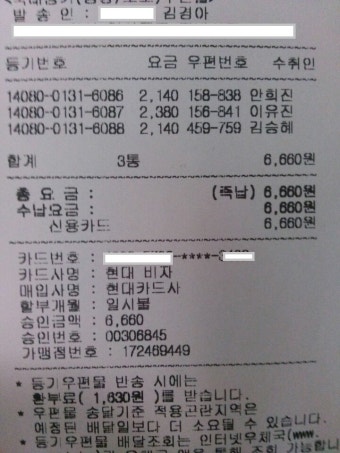 발 송 인 : 김경아
등기번호 요금 우편번호 수취인
14080-0131-6086 2,140 158-838 안희진
14080-0131-6087 2,380 156-841 이유진
14080-0131-6088 2,140 459-759 김승혜
합계 3통 6,660원
총 요 금 : (즉납) 6,660원
수납요금 : 6,660원
신용카드 6,660원
카드번호 : -****-
카드사명 : 현대 비자
매입사명 : 현대카드사
할부개월 : 일시불
승인금액 : 6,660
승인번호 : 00306845
가맹점번호 : 172469449
* 등기우편물 반송 시에는
환부료( 1,630원 )를 받습니다.
* 우편물 송달기준 적용곤란지역은
예정된 배달일보다 더 소요될 수 있습니다.
* 등기우편물 배달조회는 인터넷우체국(www.
통해 조회 가능합니